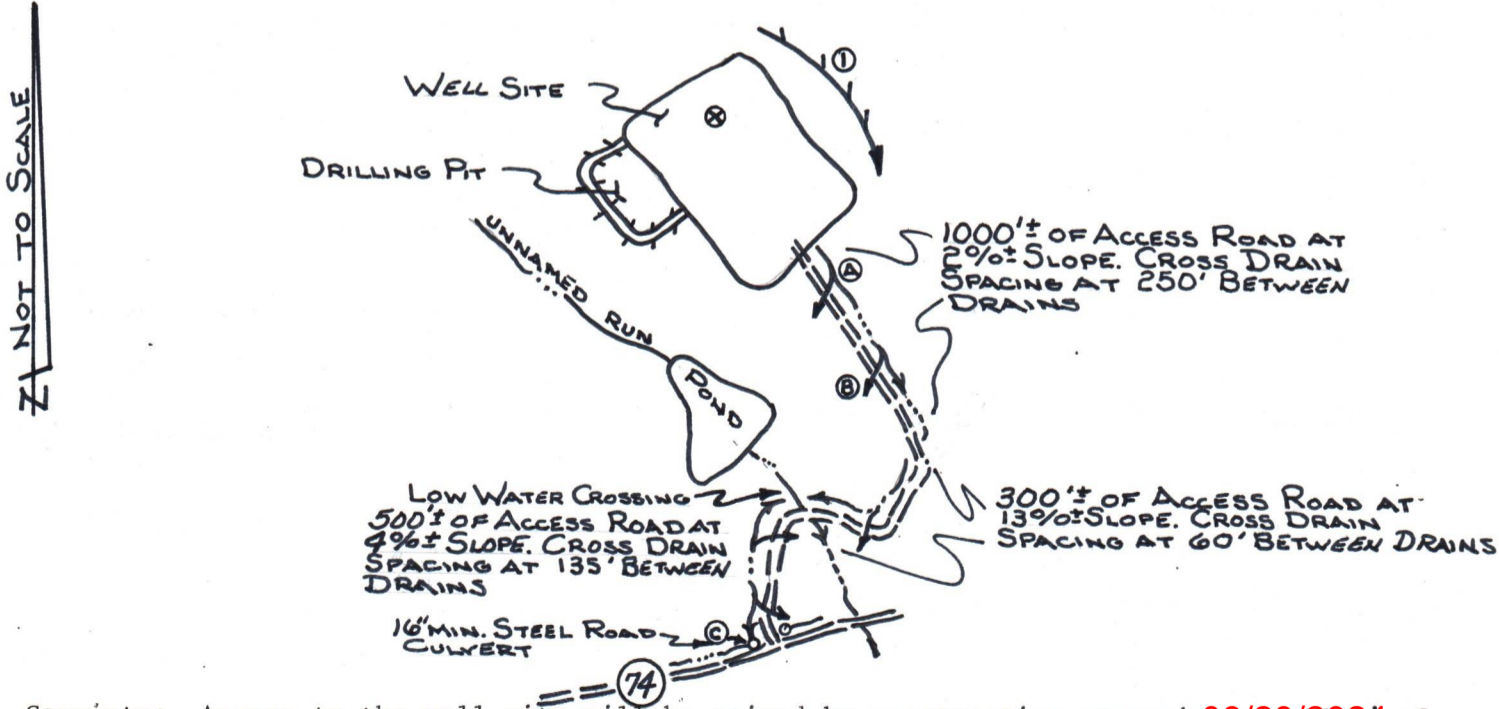 NOT TO SCALE
N
WELL SITE
DRILLING PIT
1
UNNAMED RUN
1000'± OF ACCESS ROAD AT
2%± SLOPE. CROSS DRAIN
SPACING AT 250' BETWEEN
DRAINS
A
B
POND
LOW WATER CROSSING
500'± OF ACCESS ROAD AT
4%± SLOPE. CROSS DRAIN
SPACING AT 135' BETWEEN
DRAINS
300'± OF ACCESS ROAD AT
13%± SLOPE. CROSS DRAIN
SPACING AT 60' BETWEEN DRAINS
16" MIN. STEEL ROAD
CULVERT
C
74